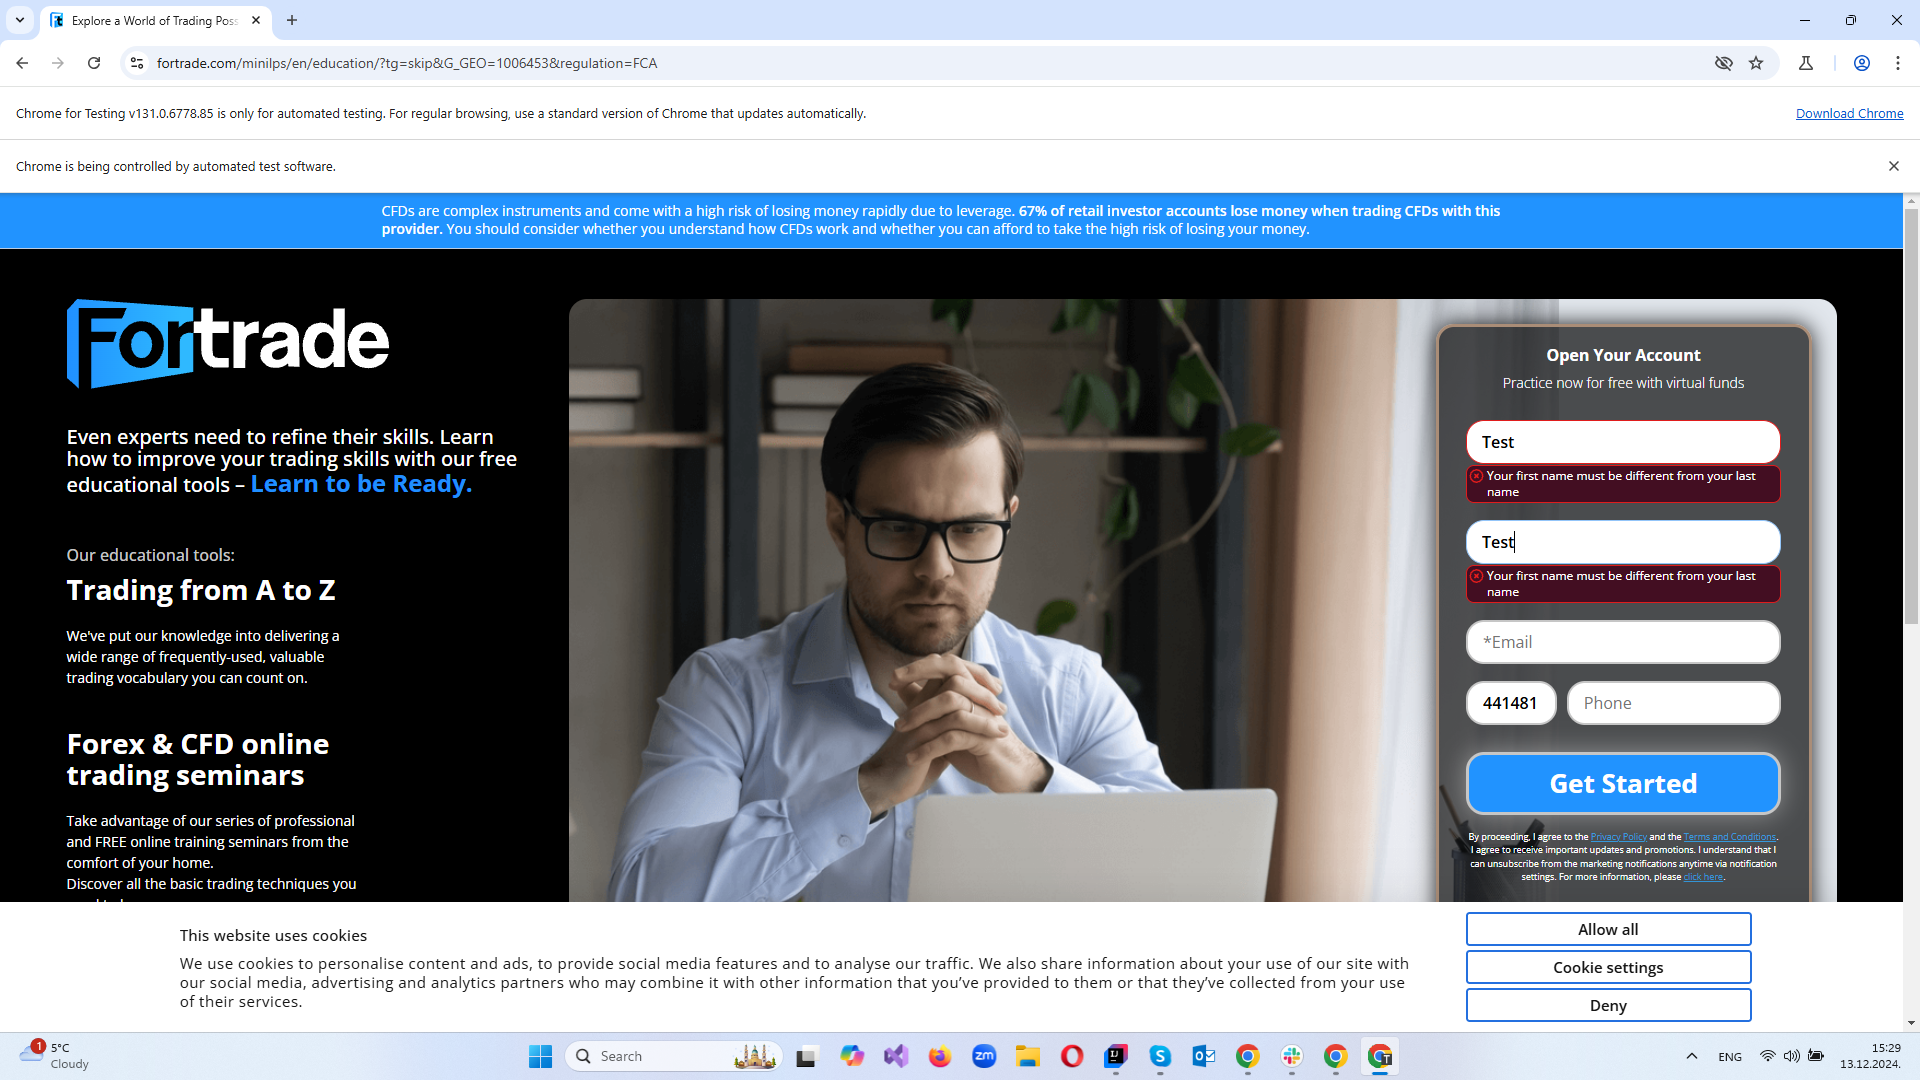 Explore a World of Trading Poss
fortrade.com/minilps/en/education/?tg=skip&G_GEO=1006453&regulation=FCA
Chrome for Testing v131.0.6778.85 is only for automated testing. For regular browsing, use a standard version of Chrome that updates automatically.
Download Chrome
Chrome is being controlled by automated test software.
CFDs are complex instruments and come with a high risk of losing money rapidly due to leverage. 67% of retail investor accounts lose money when trading CFDs with this
provider. You should consider whether you understand how CFDs work and whether you can afford to take the high risk of losing your money.
Fortrade
Even experts need to refine their skills. Learn
how to improve your trading skills with our free
educational tools – Learn to be Ready.
Our educational tools:
Trading from A to Z
We've put our knowledge into delivering a
wide range of frequently-used, valuable
trading vocabulary you can count on.
Forex & CFD online
trading seminars
Take advantage of our series of professional
and FREE online training seminars from the
comfort of your home.
Discover all the basic trading techniques you
Open Your Account
Practice now for free with virtual funds
Test
Your first name must be different from your last
name
Test
Your first name must be different from your last
name
*Email
441481
Phone
Get Started
By proceeding, I agree to the Privacy Policy and the Terms and Conditions.
I agree to receive important updates and promotions. I understand that I
can unsubscribe from the marketing notifications anytime via notification
settings. For more information, please click here.
This website uses cookies
We use cookies to personalise content and ads, to provide social media features and to analyse our traffic. We also share information about your use of our site with
our social media, advertising and analytics partners who may combine it with other information that you've provided to them or that they've collected from your use
of their services.
Allow all
Cookie settings
Deny
1
5°C
Cloudy
Search
zm
ENG
15:29
13.12.2024.